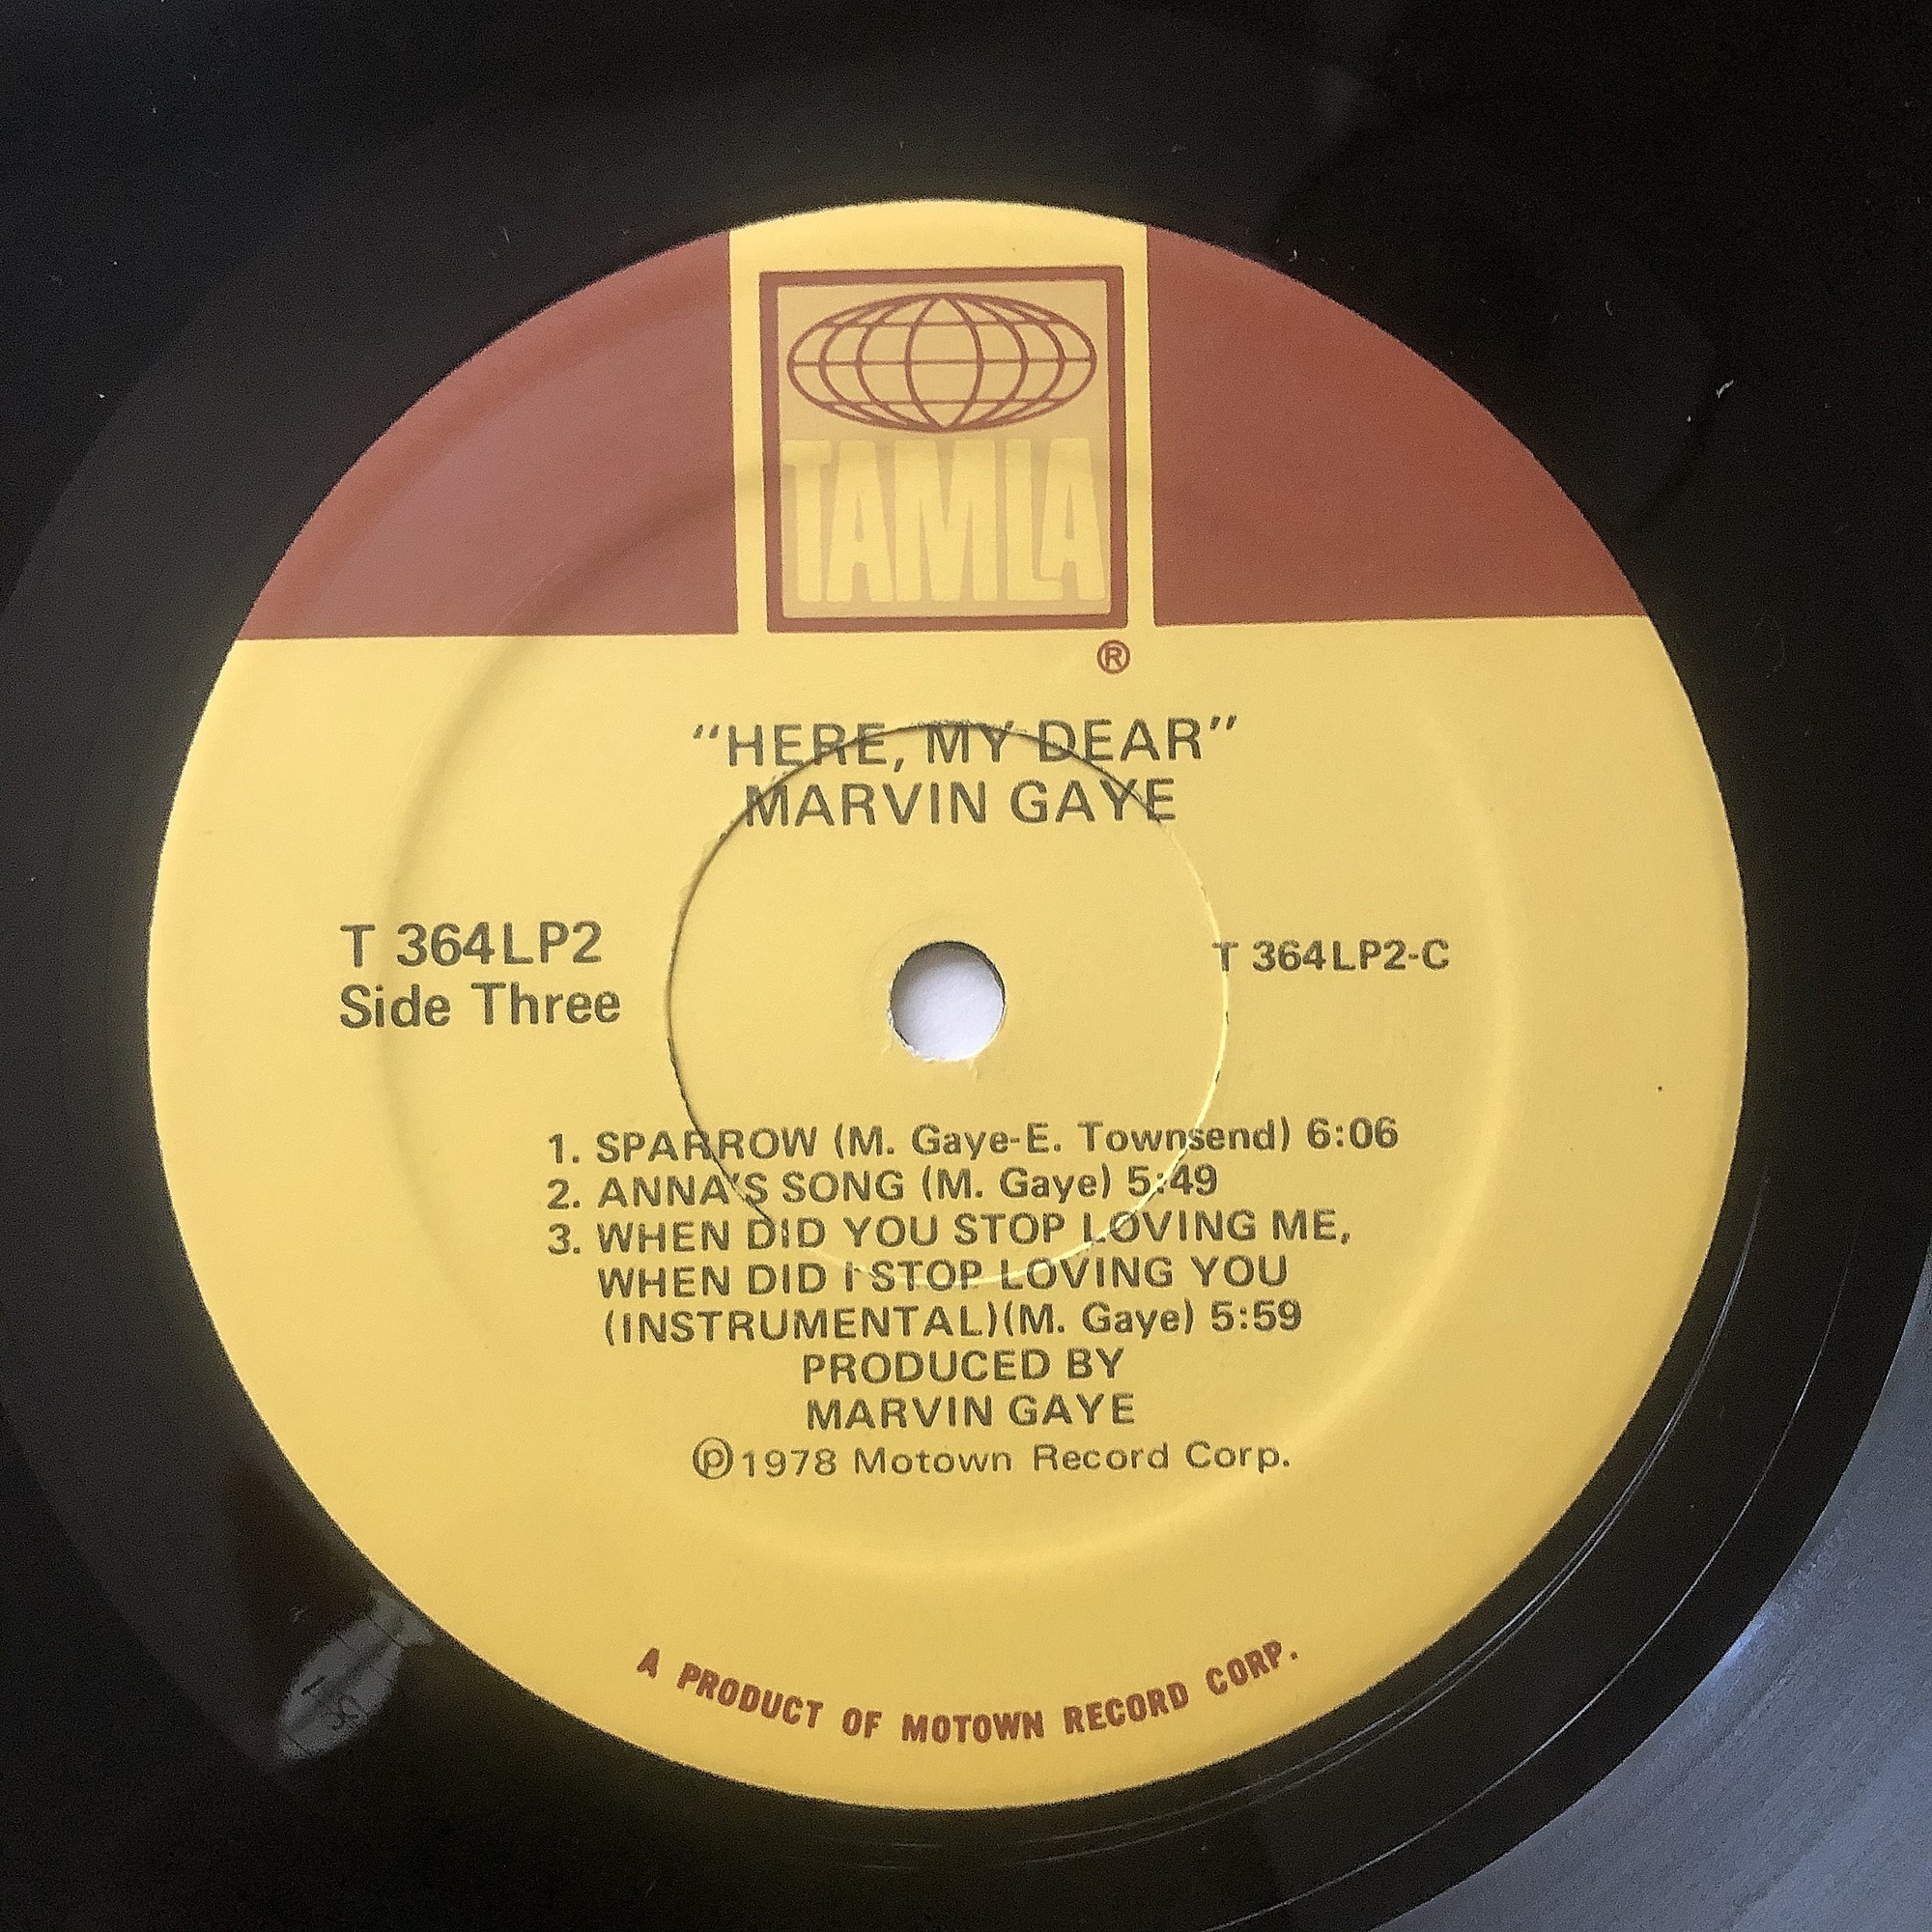 TAMLA
®
“HERE, MY DEAR”
MARVIN GAYE
T 364LP2
Side Three
T 364LP2-C
1. SPARROW (M. Gaye-E. Townsend) 6:06
2. ANNA'S SONG (M. Gaye) 5:49
3. WHEN DID YOU STOP LOVING ME,
WHEN DID I STOP LOVING YOU
(INSTRUMENTAL)(M. Gaye) 5:59
PRODUCED BY
MARVIN GAYE
℗1978 Motown Record Corp.
A PRODUCT OF MOTOWN RECORD CORP.